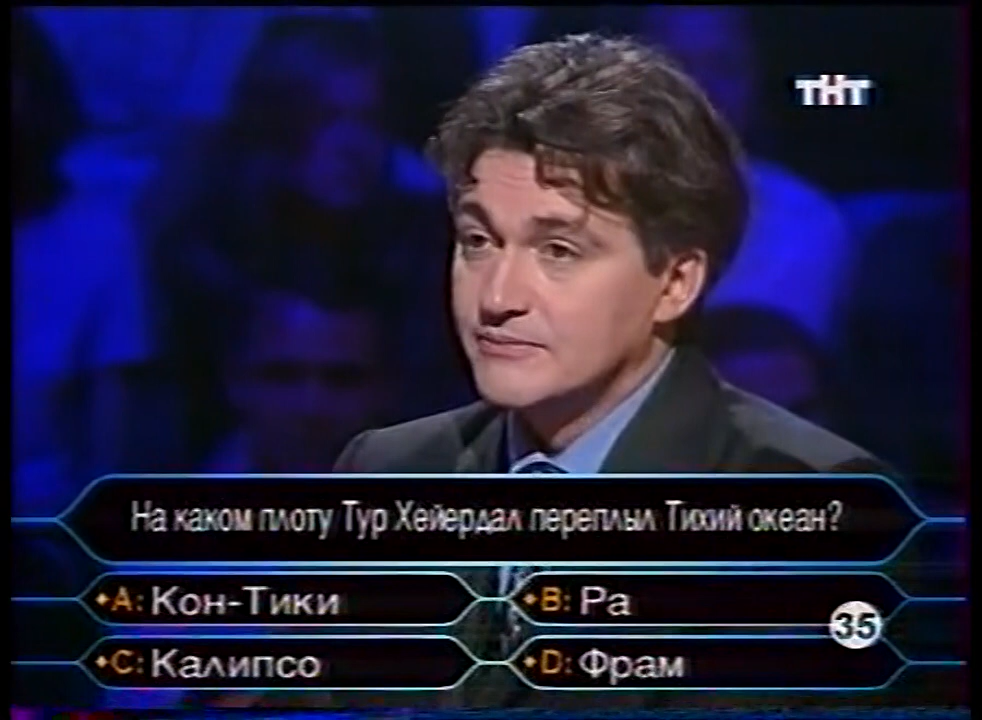 ТНТ
На каком плоту Тур Хейердал переплыл Тихий океан?
A: Кон-Тики
B: Ра
35
C: Калипсо
D: Фрам